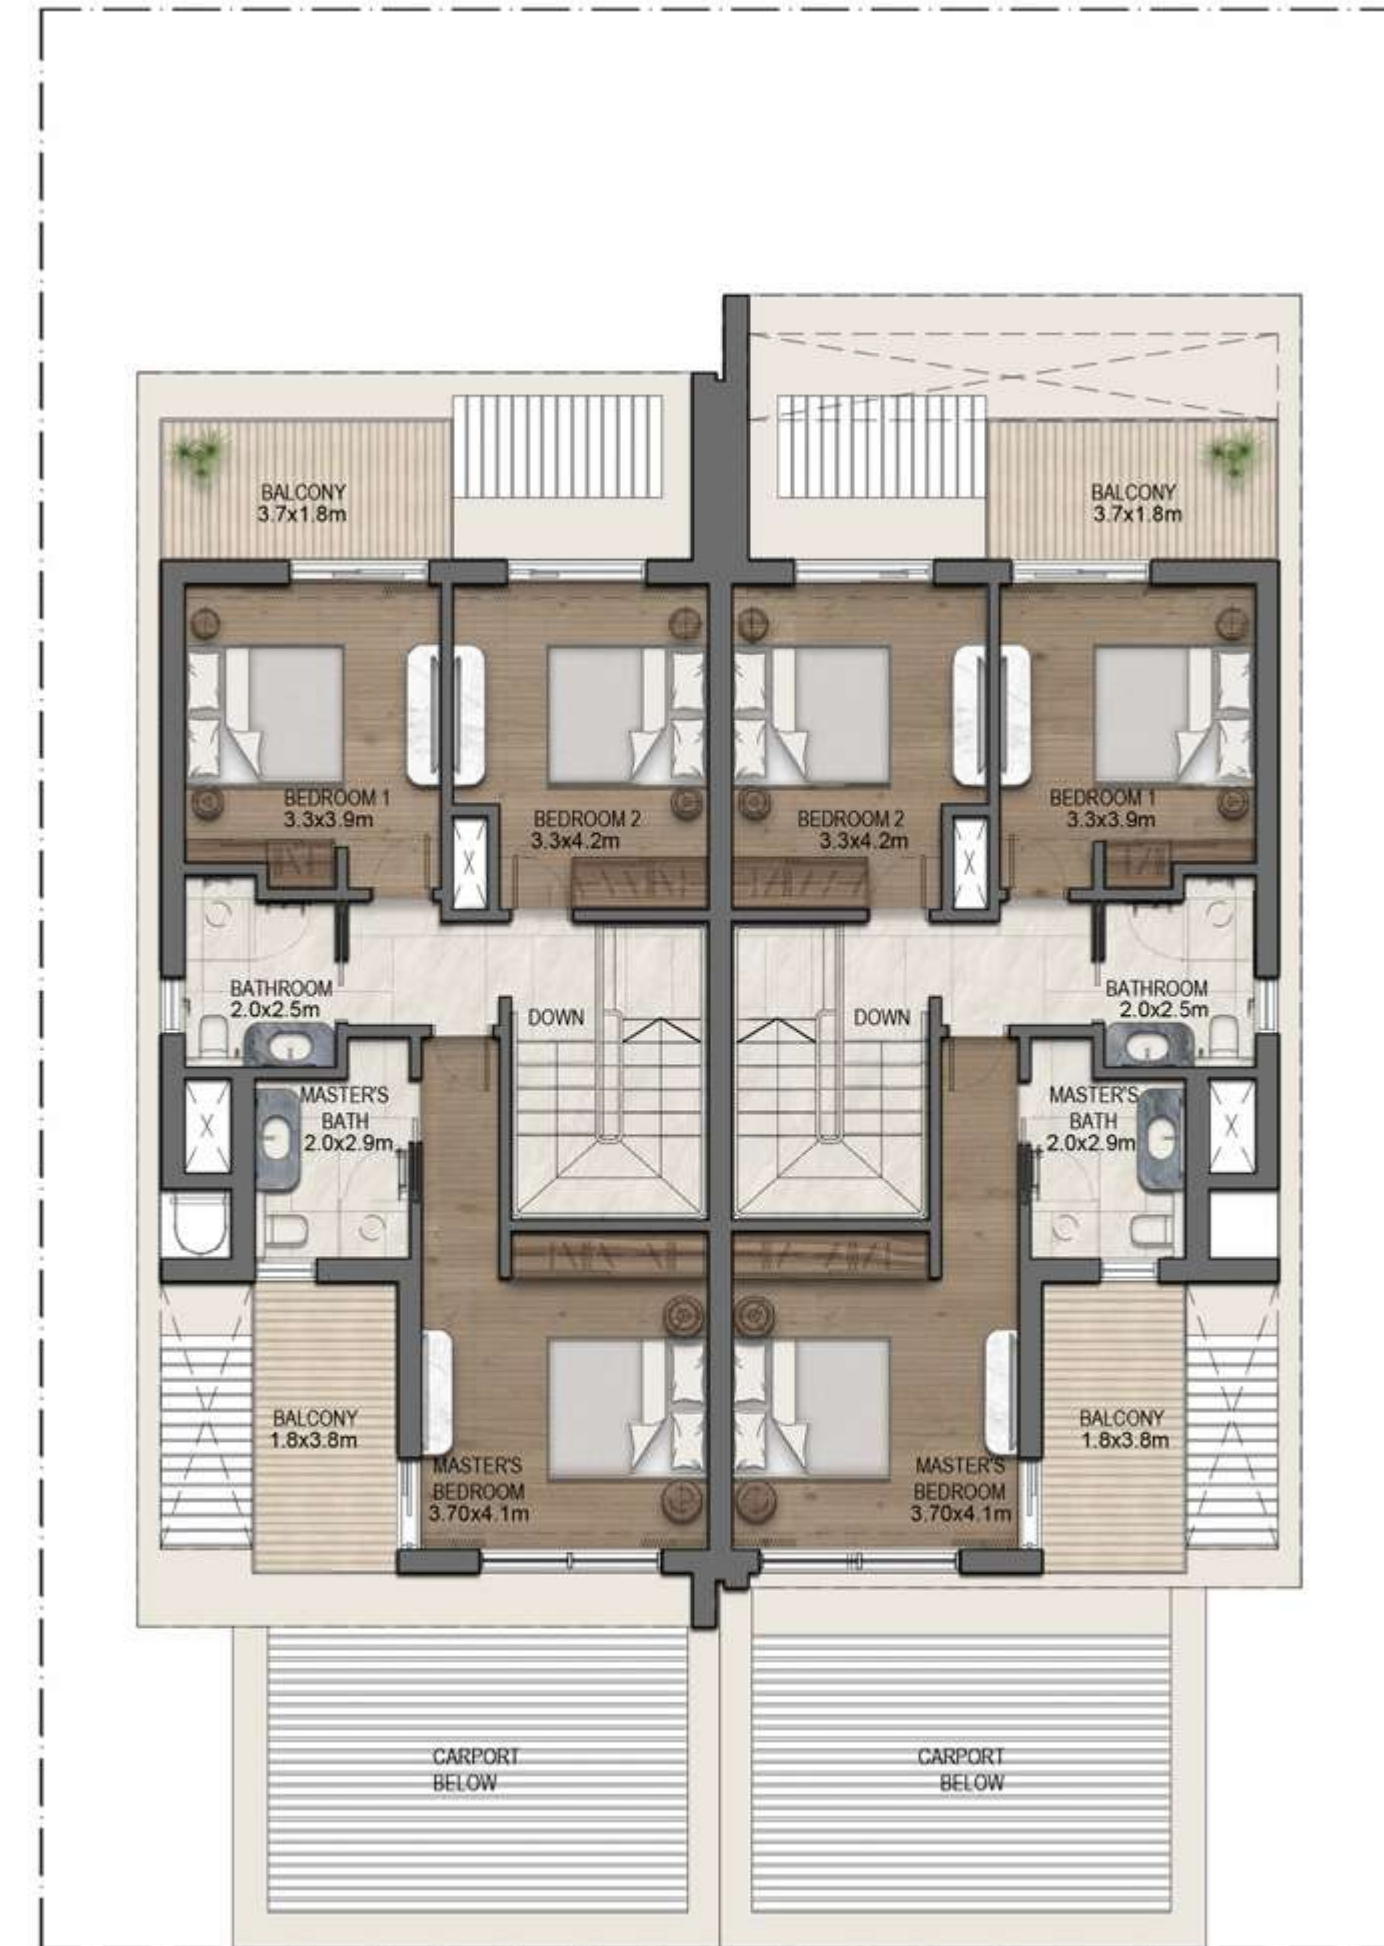 BALCONY
3.7x1.8m
BALCONY
3.7x1.8m
BEDROOM 1
3.3x3.9m
BEDROOM 2
3.3x4.2m
BEDROOM 2
3.3x4.2m
BEDROOM 1
3.3x3.9m
BATHROOM
2.0x2.5m
DOWN
DOWN
BATHROOM
2.0x2.5m
MASTER'S
BATH
2.0x2.9m
MASTER'S
BATH
2.0x2.9m
BALCONY
1.8x3.8m
MASTER'S
BEDROOM
3.70x4.1m
MASTER'S
BEDROOM
3.70x4.1m
BALCONY
1.8x3.8m
CARPORT
BELOW
CARPORT
BELOW